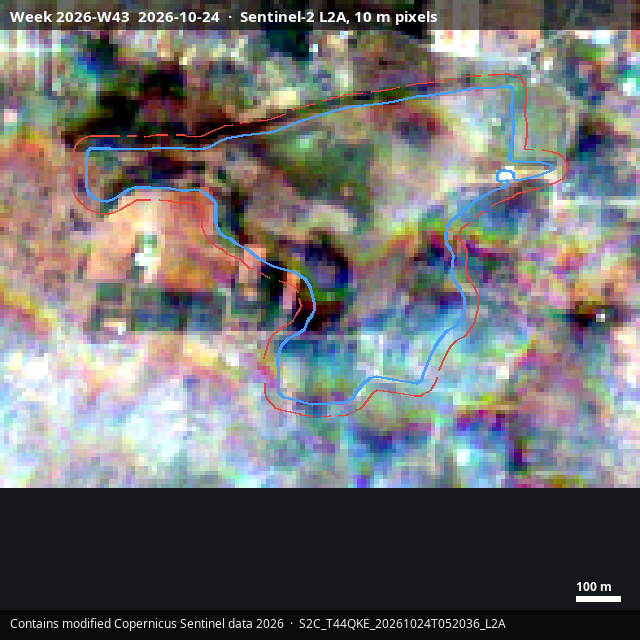 Week 2026-W43  2026-10-24  ·  Sentinel-2 L2A, 10 m pixels
100 m
Contains modified Copernicus Sentinel data 2026  ·  S2C_T44QKE_20261024T052036_L2A